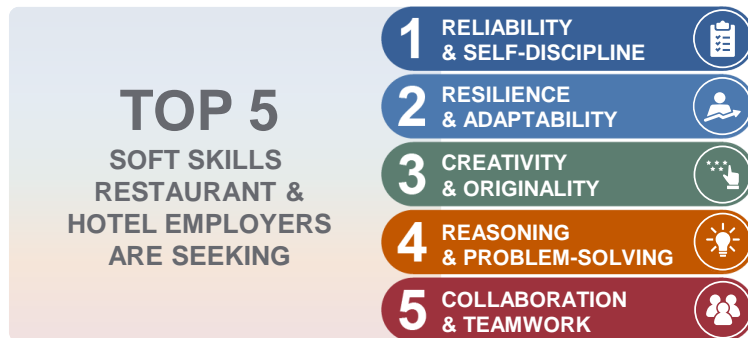 TOP 5
SOFT SKILLS
RESTAURANT &
HOTEL EMPLOYERS
ARE SEEKING
1 RELIABILITY
& SELF-DISCIPLINE
2 RESILIENCE
& ADAPTABILITY
3 CREATIVITY
& ORIGINALITY
4 REASONING
& PROBLEM-SOLVING
5 COLLABORATION
& TEAMWORK